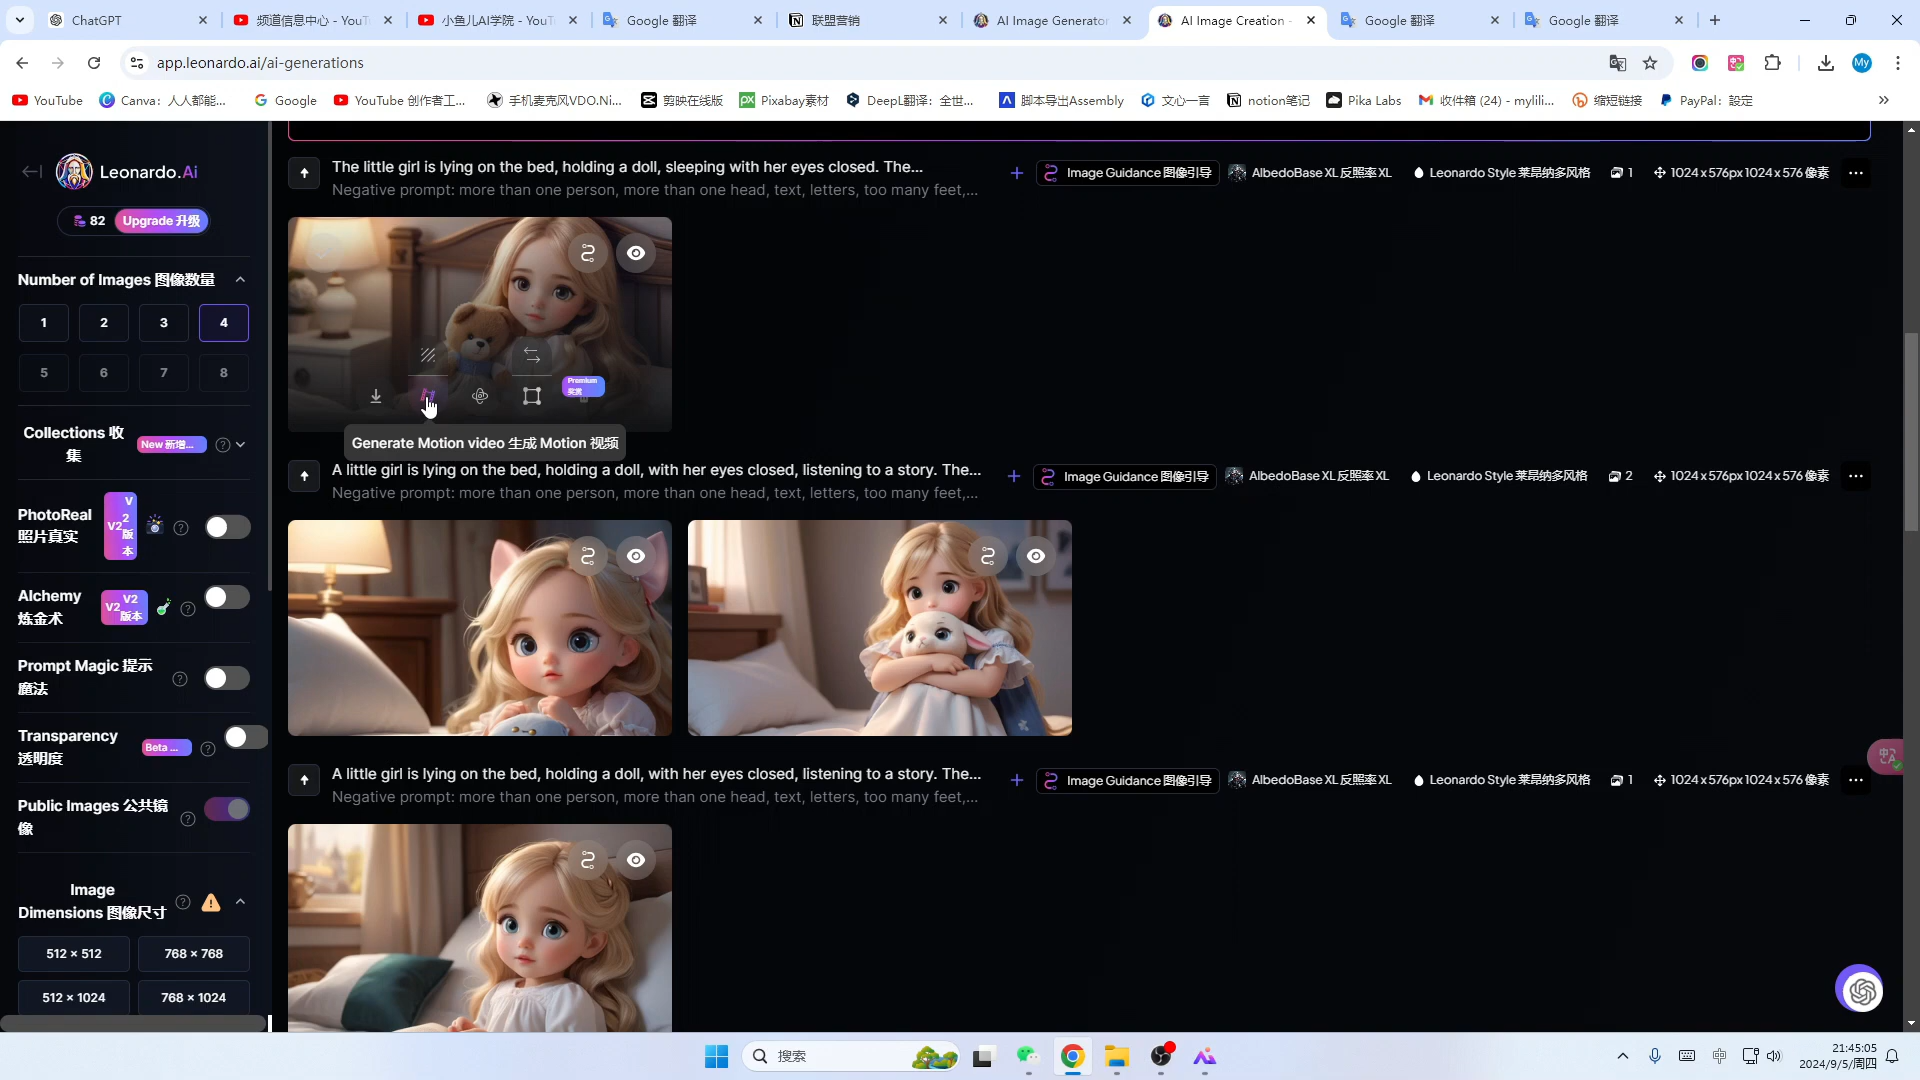 ChatGPT
频道信息中心 - YouT
小鱼儿AI学院 - YouT
Google 翻译
联盟营销
AI Image Generator
AI Image Creation -
Google 翻译
Google 翻译
app.leonardo.ai/ai-generations
My
YouTube
Canva：人人都能...
Google
YouTube 创作者工...
手机麦克风VDO.Ni...
剪映在线版
Pixabay素材
DeepL翻译：全世...
脚本导出Assembly
文心一言
notion笔记
Pika Labs
收件箱 (24) - mylili...
缩短链接
PayPal：設定
Leonardo.Ai
82
Upgrade 升级
Number of Images 图像数量
1 2 3 4
5 6 7 8
Collections 收集
New 新增...
PhotoReal 照片真实
V2 V2 版本
Alchemy 炼金术
V2 V2 版本
Prompt Magic 提示魔法
Transparency 透明度
Beta ...
Public Images 公共镜像
Image Dimensions 图像尺寸
512 × 512
768 × 768
512 × 1024
768 × 1024
The little girl is lying on the bed, holding a doll, sleeping with her eyes closed. The...
Negative prompt: more than one person, more than one head, text, letters, too many feet,...
Image Guidance 图像引导
AlbedoBase XL 反照率XL
Leonardo Style 莱昂纳多风格
1
1024 x 576px 1024 x 576 像素
Premium 奖赏
Generate Motion video 生成 Motion 视频
A little girl is lying on the bed, holding a doll, with her eyes closed, listening to a story. The...
Negative prompt: more than one person, more than one head, text, letters, too many feet,...
Image Guidance 图像引导
AlbedoBase XL 反照率XL
Leonardo Style 莱昂纳多风格
2
1024 x 576px 1024 x 576 像素
A little girl is lying on the bed, holding a doll, with her eyes closed, listening to a story. The...
Negative prompt: more than one person, more than one head, text, letters, too many feet,...
Image Guidance 图像引导
AlbedoBase XL 反照率XL
Leonardo Style 莱昂纳多风格
1
1024 x 576px 1024 x 576 像素
搜索
中
21:45:05
2024/9/5/周四